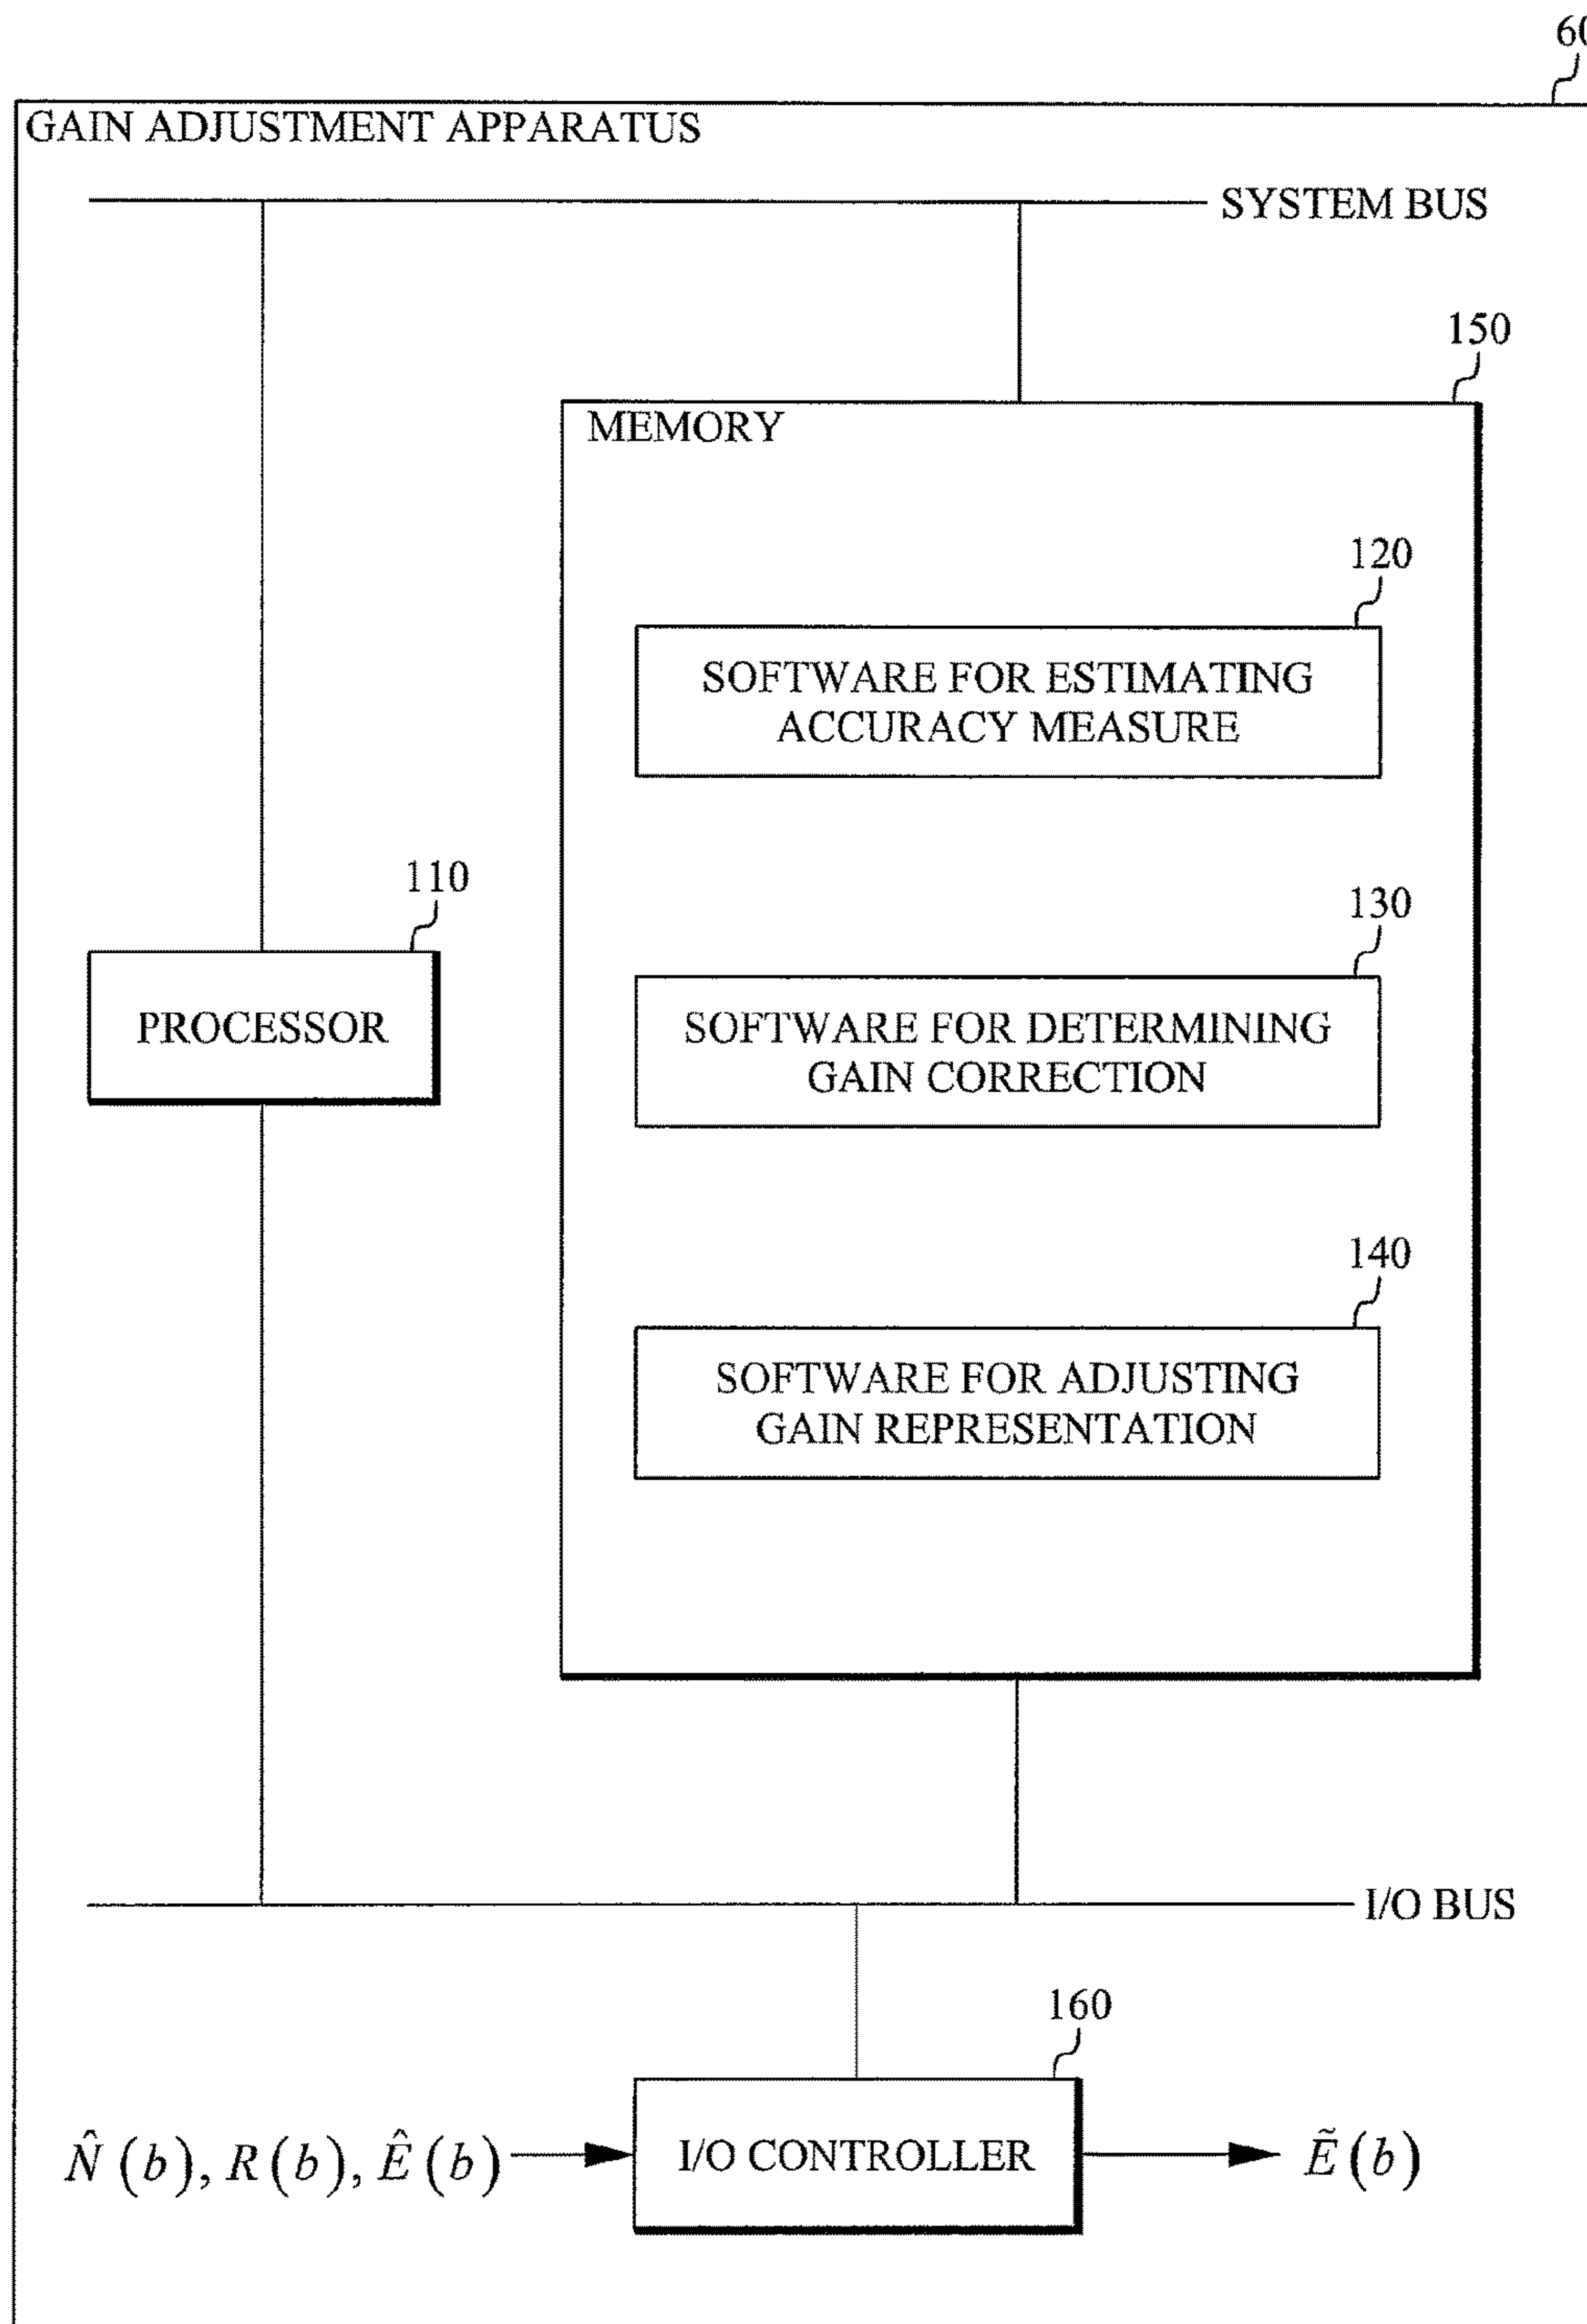 60
GAIN ADJUSTMENT APPARATUS
SYSTEM BUS
150
MEMORY
120
SOFTWARE FOR ESTIMATING
ACCURACY MEASURE
110
130
PROCESSOR
SOFTWARE FOR DETERMINING
GAIN CORRECTION
140
SOFTWARE FOR ADJUSTING
GAIN REPRESENTATION
I/O BUS
160
N̂(b), R(b), Ê(b)
I/O CONTROLLER
Ẽ(b)